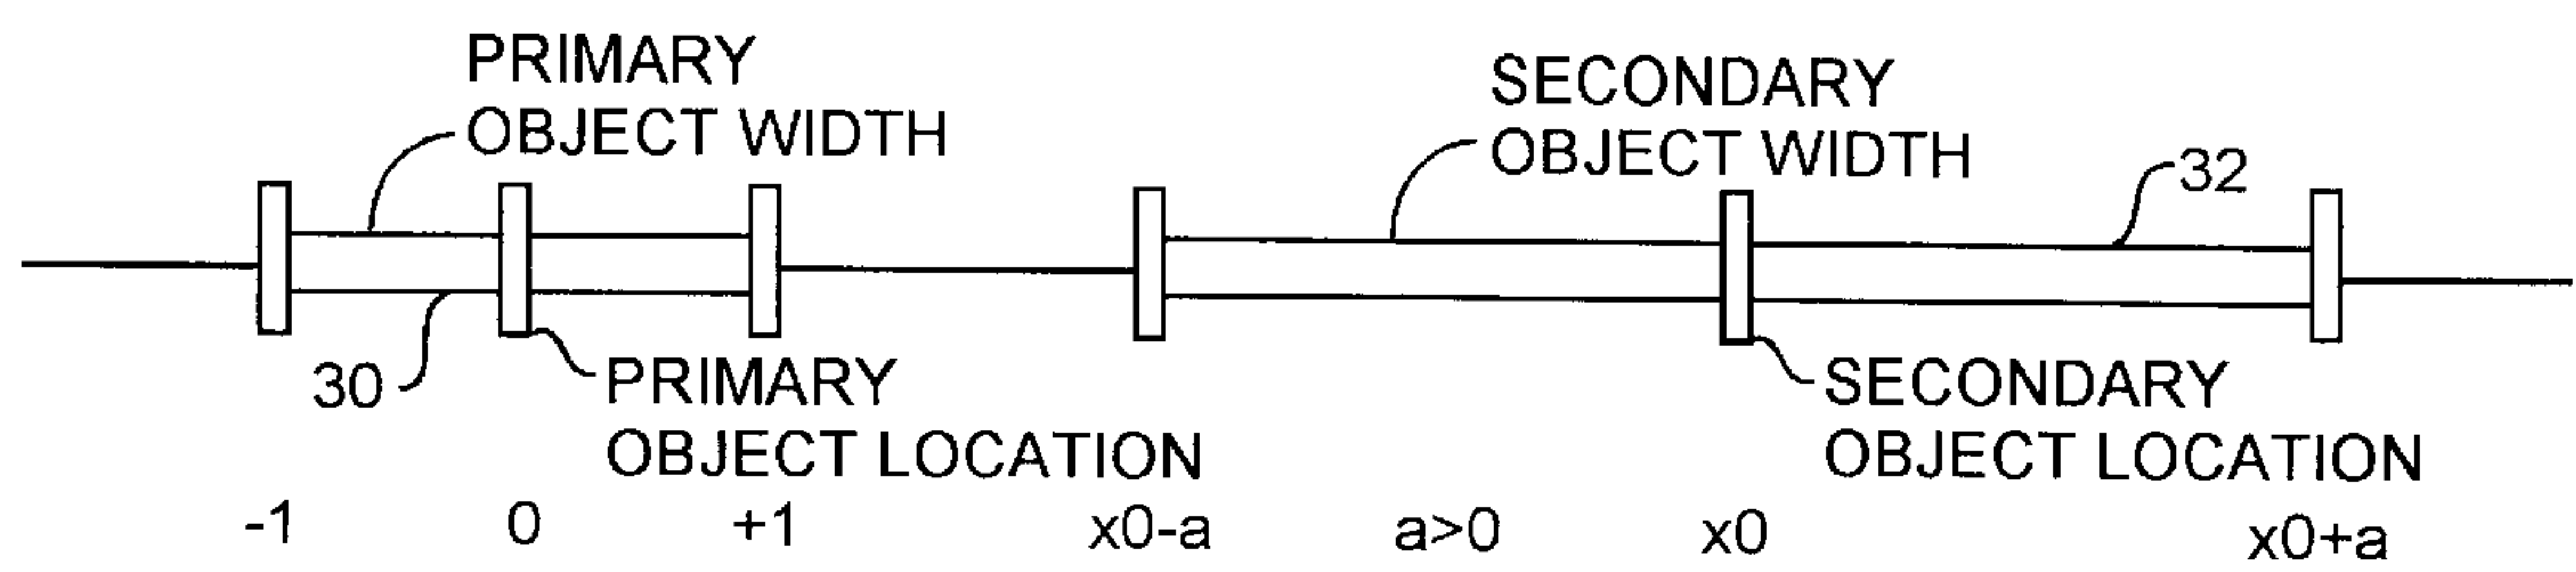 PRIMARY
OBJECT WIDTH
SECONDARY
OBJECT WIDTH
32
30
PRIMARY
OBJECT LOCATION
SECONDARY
OBJECT LOCATION
-1 0 +1 x0-a a>0 x0 x0+a